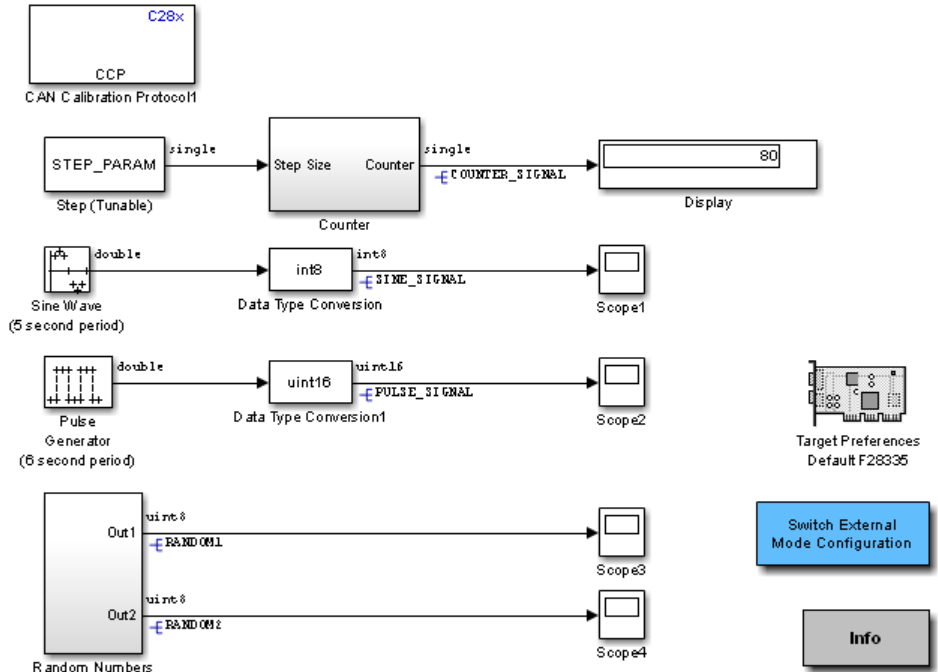 C28x
CCP
CAN Calibration Protocol1
STEP_PARAM
single
Step (Tunable)
Step Size
Counter
Counter
single
COUNTER_SIGNAL
80
Display
double
Sine Wave
(5 second period)
int8
Data Type Conversion
int8
SINE_SIGNAL
Scope1
double
Pulse
Generator
(6 second period)
uint16
Data Type Conversion1
uint16
PULSE_SIGNAL
Scope2
Target Preferences
Default F28335
Out1
uint8
RANDOM1
Scope3
Switch External
Mode Configuration
Out2
uint8
RANDOM2
Scope4
Random Numbers
Info